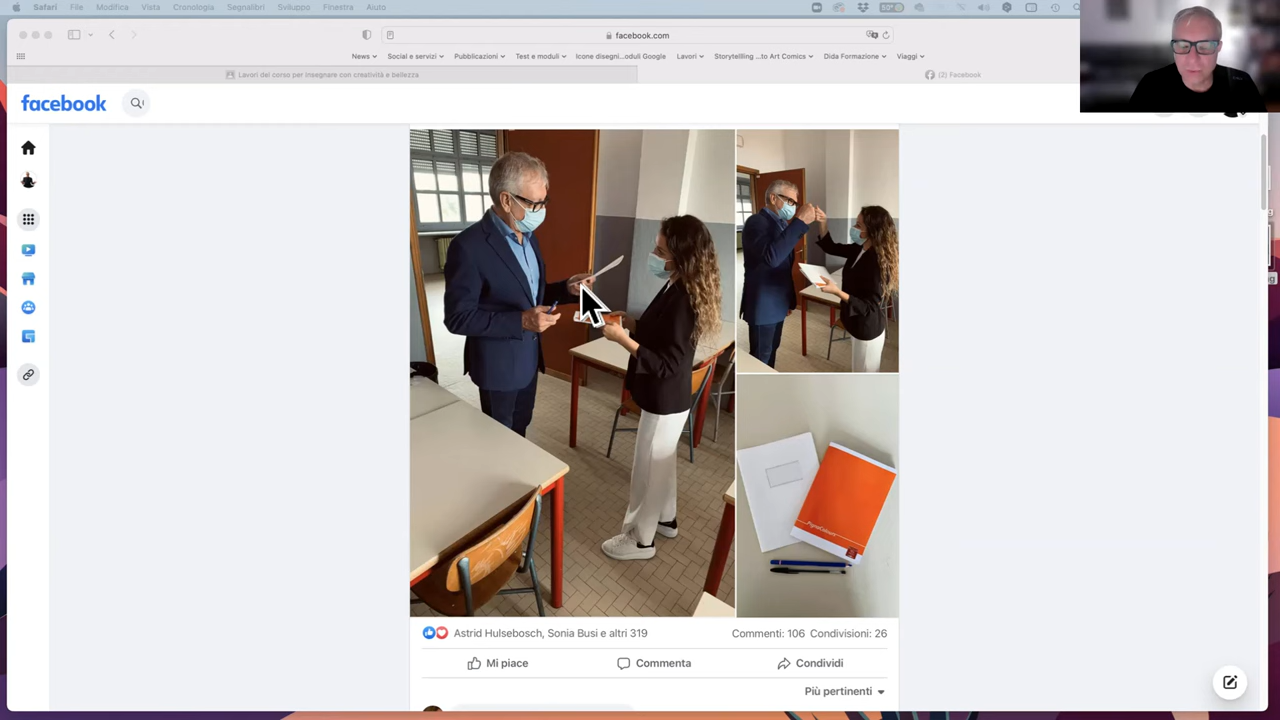 Safari File Modifica Vista Cronologia Segnalibri Sviluppo Finestra Aiuto
facebook.com
News Social e servizi Pubblicazioni Test e moduli Icone disegni...oduli Google Lavori Storytellling ...to Art Comics Dida Formazione Viaggi
Lavori del corso per insegnare con creatività e bellezza
(2) Facebook
facebook
PignaColours
Astrid Hulsebosch, Sonia Busi e altri 319
Commenti: 106 Condivisioni: 26
Mi piace
Commenta
Condividi
Più pertinenti